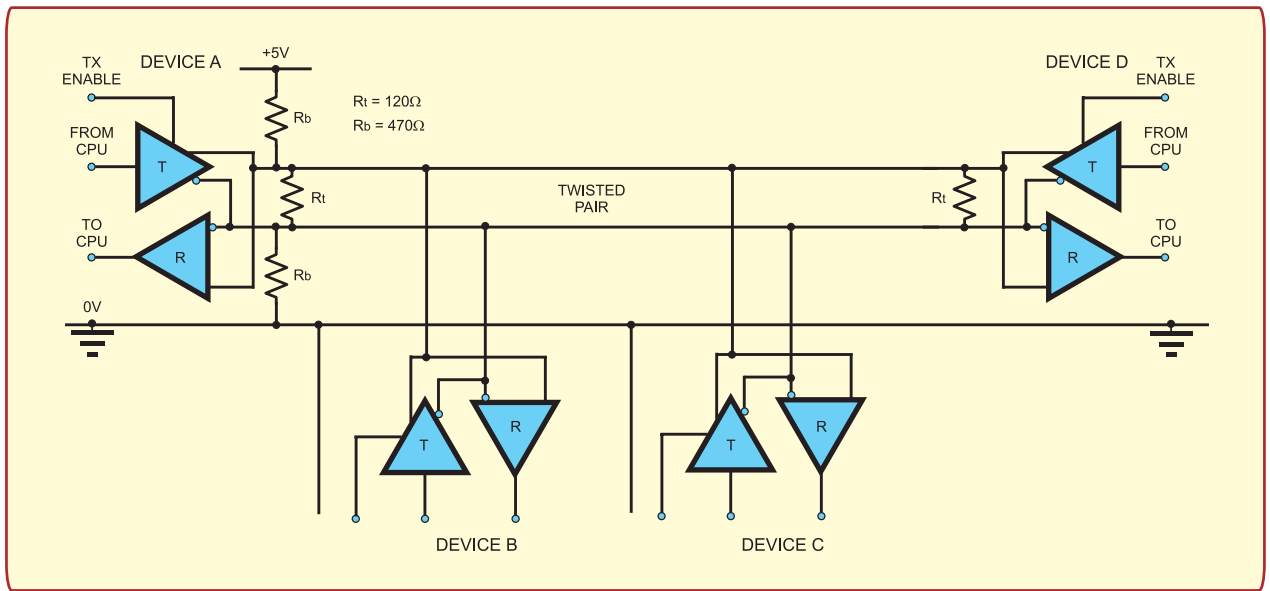 DEVICE A
TX
ENABLE
FROM
CPU
T
TO
CPU
R
0V
+5V
Rb
Rt = 120Ω
Rb = 470Ω
Rt
Rb
TWISTED
PAIR
Rt
DEVICE D
TX
ENABLE
FROM
CPU
T
TO
CPU
R
T
R
DEVICE B
T
R
DEVICE C